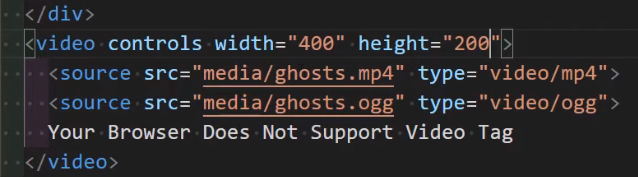 </div>
<video controls width="400" height="200">
<source src="media/ghosts.mp4" type="video/mp4">
<source src="media/ghosts.ogg" type="video/ogg">
Your Browser Does Not Support Video Tag
</video>